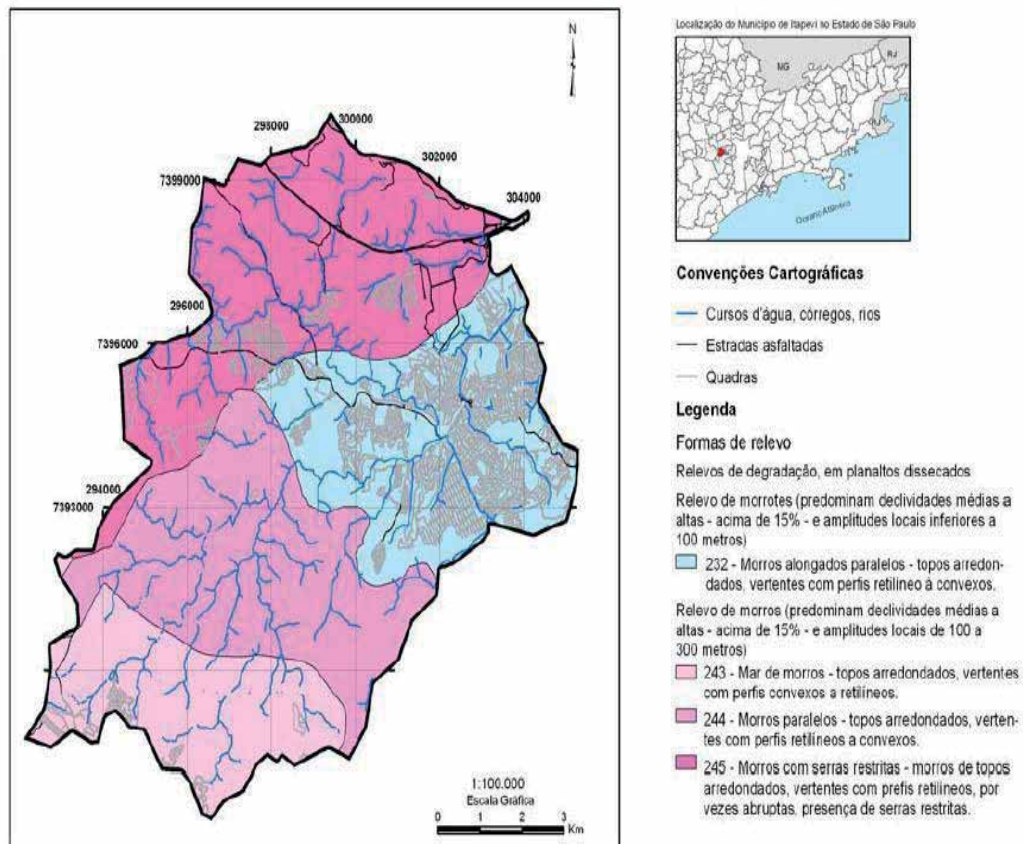 N
298000
300000
302000
304000
7399000
296000
7396000
294000
7393000
1:100.000
Escala Gráfica
0 1 2 3
Km
Localização do Município de Itapevi no Estado de São Paulo
MG
RJ
Oceano Atlântico
Convenções Cartográficas
Cursos d'água, córregos, rios
Estradas asfaltadas
Quadras
Legenda
Formas de relevo
Relevos de degradação, em planaltos dissecados
Relevo de morrotes (predominam declividades médias a
altas - acima de 15% - e amplitudes locais inferiores a
100 metros)
232 - Morros alongados paralelos - topos arredon-
dados, vertentes com perfis retilíneo à convexos.
Relevo de morros (predominam declividades médias a
altas - acima de 15% - e amplitudes locais de 100 a
300 metros)
243 - Mar de morros - topos arredondados, vertentes
com perfis convexos a retilíneos.
244 - Morros paralelos - topos arredondados, verten-
tes com perfis retilíneos a convexos.
245 - Morros com serras restritas - morros de topos
arredondados, vertentes com prefis retilíneos, por
vezes abruptas, presença de serras restritas.